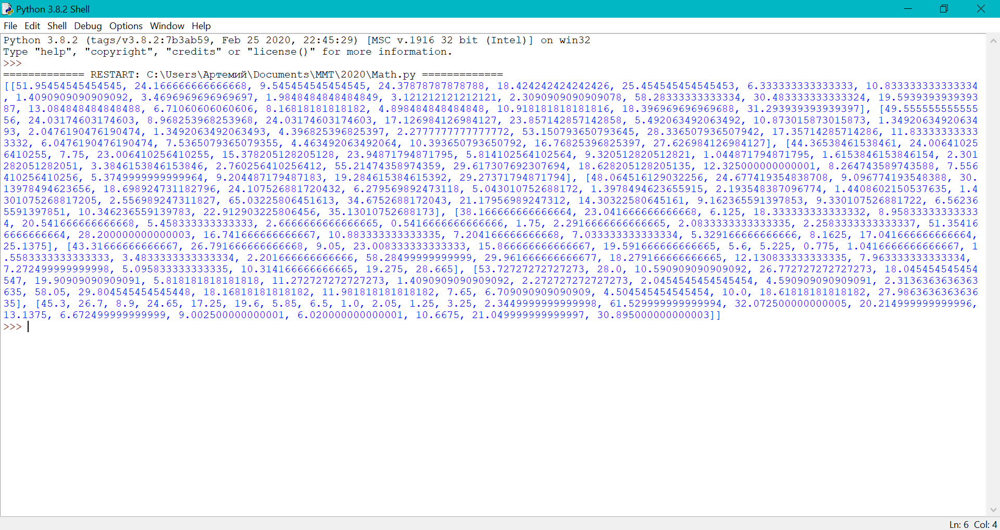 Python 3.8.2 Shell
File Edit Shell Debug Options Window Help
Python 3.8.2 (tags/v3.8.2:7b3ab59, Feb 25 2020, 22:45:29) [MSC v.1916 32 bit (Intel)] on win32
Type "help", "copyright", "credits" or "license()" for more information.
>>>
============ RESTART: C:\Users\Артемий\Documents\ММТ\2020\Math.py ============
[[51.95454545454545, 24.166666666666668, 9.545454545454545, 24.37878787878788, 18.424242424242426, 25.454545454545453, 6.333333333333333, 10.833333333333334
, 1.4090909090909092, 3.4696969696969697, 1.9848484848484849, 3.121212121212121, 2.3090909090909078, 58.28333333333334, 30.483333333333324, 19.5939393939393
87, 13.084848484848488, 6.71060606060606, 8.16818181818182, 4.898484848484848, 10.918181818181816, 18.396969696969688, 31.293939393939397], [49.555555555555
56, 24.03174603174603, 8.968253968253968, 24.03174603174603, 17.126984126984127, 23.857142857142858, 5.492063492063492, 10.873015873015873, 1.34920634920634
93, 2.0476190476190474, 1.3492063492063493, 4.396825396825397, 2.2777777777777772, 53.150793650793645, 28.336507936507942, 17.35714285714286, 11.83333333333
3332, 6.0476190476190474, 7.5365079365079355, 4.463492063492064, 10.393650793650792, 16.76825396825397, 27.626984126984127], [44.36538461538461, 24.00641025
6410255, 7.75, 23.006410256410255, 15.378205128205128, 23.94871794871795, 5.814102564102564, 9.320512820512821, 1.044871794871795, 1.6153846153846154, 2.301
282051282051, 3.3846153846153846, 2.760256410256412, 55.21474358974359, 29.617307692307694, 18.628205128205135, 12.325000000000001, 8.264743589743588, 7.556
410256410256, 5.3749999999999964, 9.204487179487183, 19.284615384615392, 29.27371794871794], [48.064516129032256, 24.677419354838708, 9.096774193548388, 30.
13978494623656, 18.698924731182796, 24.107526881720432, 6.279569892473118, 5.043010752688172, 1.3978494623655915, 2.193548387096774, 1.4408602150537635, 1.4
301075268817205, 2.556989247311827, 65.03225806451613, 34.6752688172043, 21.17956989247312, 14.30322580645161, 9.162365591397853, 9.330107526881722, 6.56236
5591397851, 10.346236559139783, 22.912903225806456, 35.13010752688173], [38.166666666666664, 23.041666666666668, 6.125, 18.333333333333332, 8.95833333333333
4, 20.541666666666668, 5.458333333333333, 2.6666666666666665, 0.5416666666666666, 1.75, 2.2916666666666665, 2.0833333333333335, 2.2583333333333337, 51.35416
6666666664, 28.200000000000003, 16.741666666666667, 10.883333333333335, 7.204166666666668, 7.033333333333334, 5.329166666666666, 8.1625, 17.041666666666664,
25.1375], [43.31666666666667, 26.791666666666668, 9.05, 23.008333333333333, 15.866666666666667, 19.591666666666665, 5.6, 5.225, 0.775, 1.0416666666666667, 1
.5583333333333333, 3.4833333333333334, 2.201666666666666, 58.28499999999999, 29.961666666666677, 18.279166666666665, 12.130833333333335, 7.963333333333334,
7.272499999999998, 5.095833333333335, 10.314166666666665, 19.275, 28.665], [53.72727272727273, 28.0, 10.590909090909092, 26.772727272727273, 18.045454545454
547, 19.90909090909091, 5.818181818181818, 11.272727272727273, 1.4090909090909092, 2.272727272727273, 2.0454545454545454, 4.590909090909091, 2.3136363636363
635, 58.05, 29.804545454545448, 18.16818181818182, 11.981818181818182, 7.65, 6.709090909090909, 4.504545454545454, 10.0, 18.61818181818182, 27.9863636363636
35], [45.3, 26.7, 8.9, 24.65, 17.25, 19.6, 5.85, 6.5, 1.0, 2.05, 1.25, 3.25, 2.3449999999999998, 61.529999999999994, 32.072500000000005, 20.214999999999996,
13.1375, 6.672499999999999, 9.002500000000001, 6.020000000000001, 10.6675, 21.049999999999997, 30.895000000000003]]
>>>
Ln: 6 Col: 4